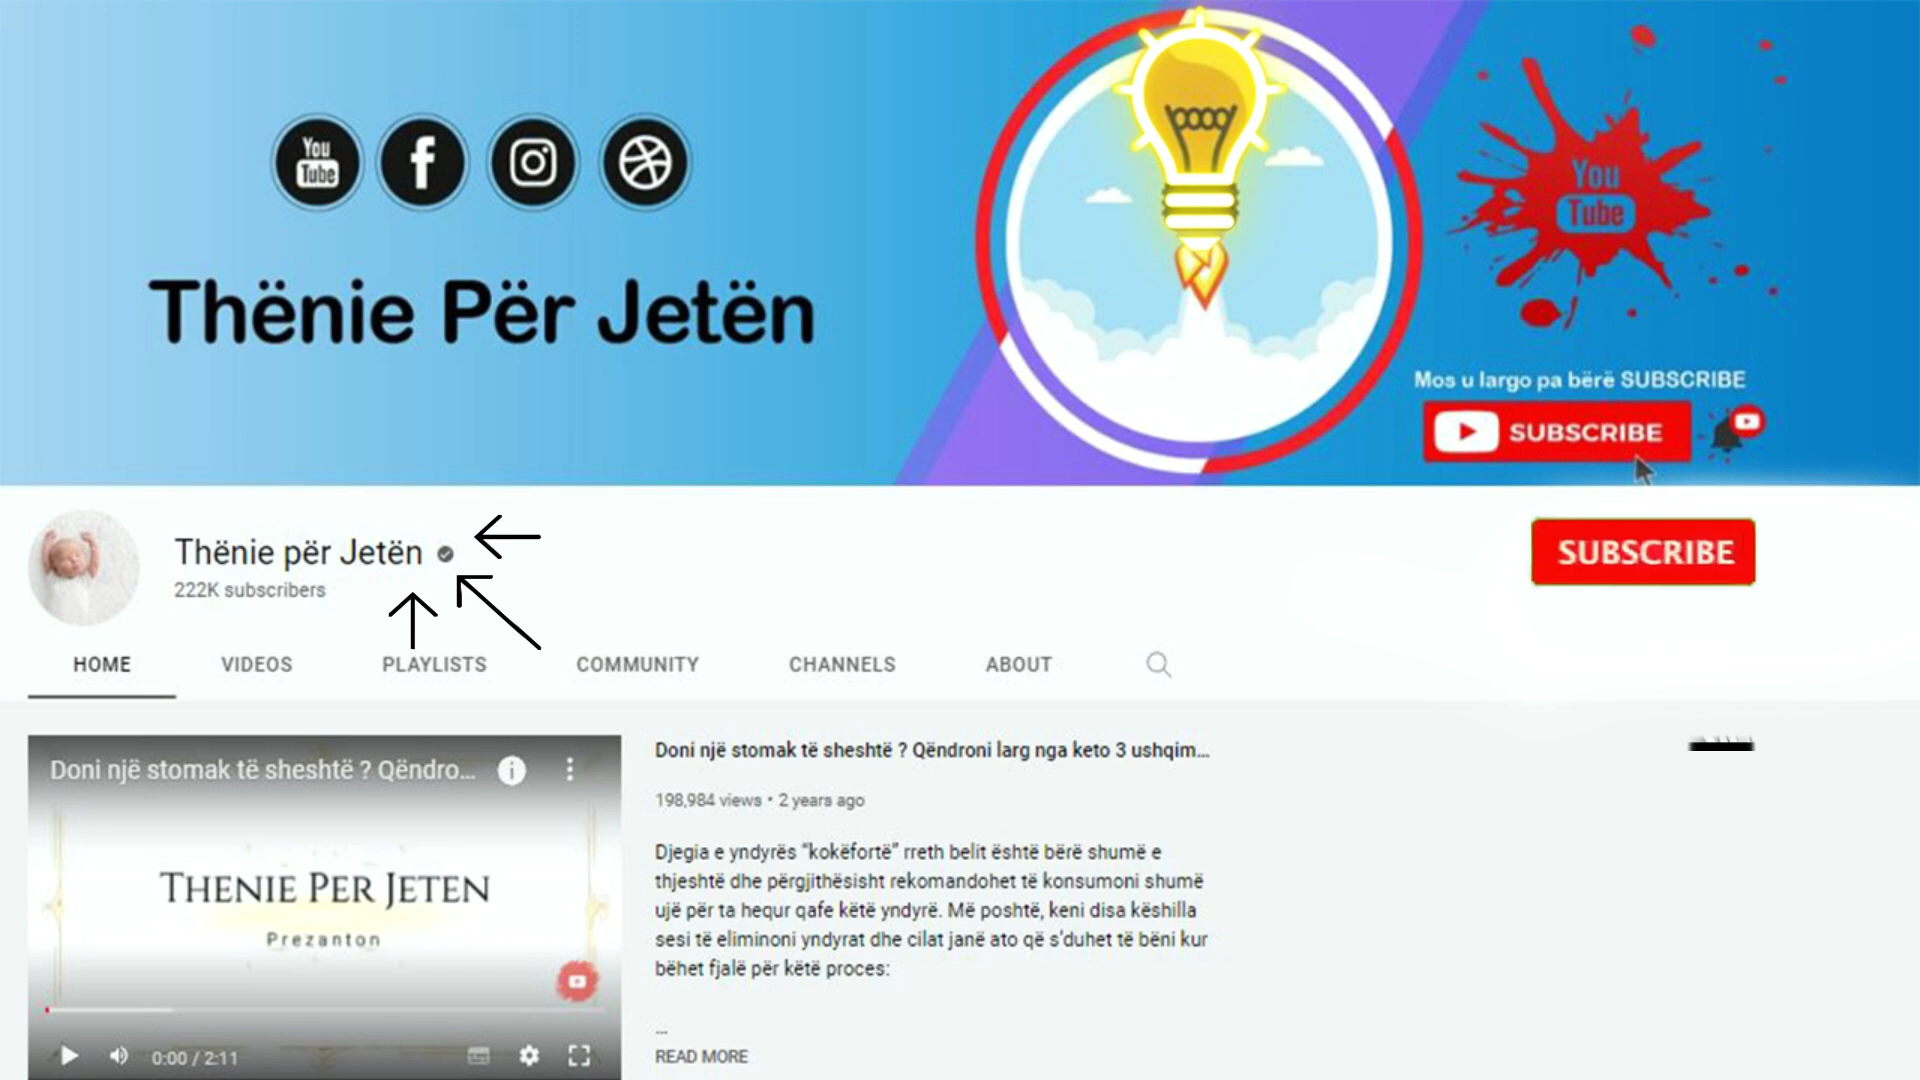 You
Tube
Thënie Për Jetën
You
Tube
Mos u largo pa bërë SUBSCRIBE
SUBSCRIBE
Thënie për Jetën
222K subscribers
SUBSCRIBE
HOME VIDEOS PLAYLISTS COMMUNITY CHANNELS ABOUT
Doni një stomak të sheshtë ? Qëndro...
THENIE PER JETEN
Prezanton
0:00 / 2:11
Doni një stomak të sheshtë ? Qëndroni larg nga keto 3 ushqim...
198,984 views • 2 years ago
Djegia e yndyrës “kokëfortë” rreth belit është bërë shumë e
thjeshtë dhe përgjithësisht rekomandohet të konsumoni shumë
ujë për ta hequr qafe këtë yndyrë. Më poshtë, keni disa këshilla
sesi të eliminoni yndyrat dhe cilat janë ato që s'duhet të bëni kur
bëhet fjalë për këtë proces:
...
READ MORE